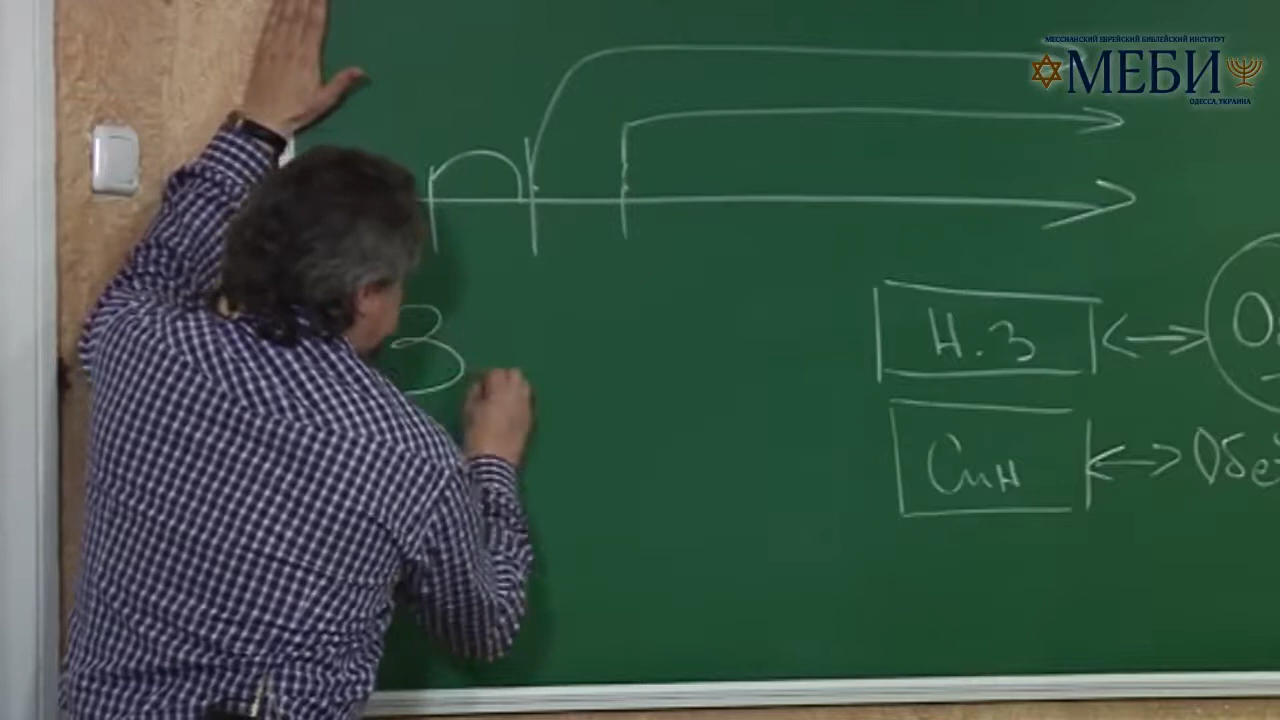 МЕССИАНСКИЙ ЕВРЕЙСКИЙ БИБЛЕЙСКИЙ ИНСТИТУТ
МЕБИ
ОДЕССА, УКРАИНА
Н.З
Син
З